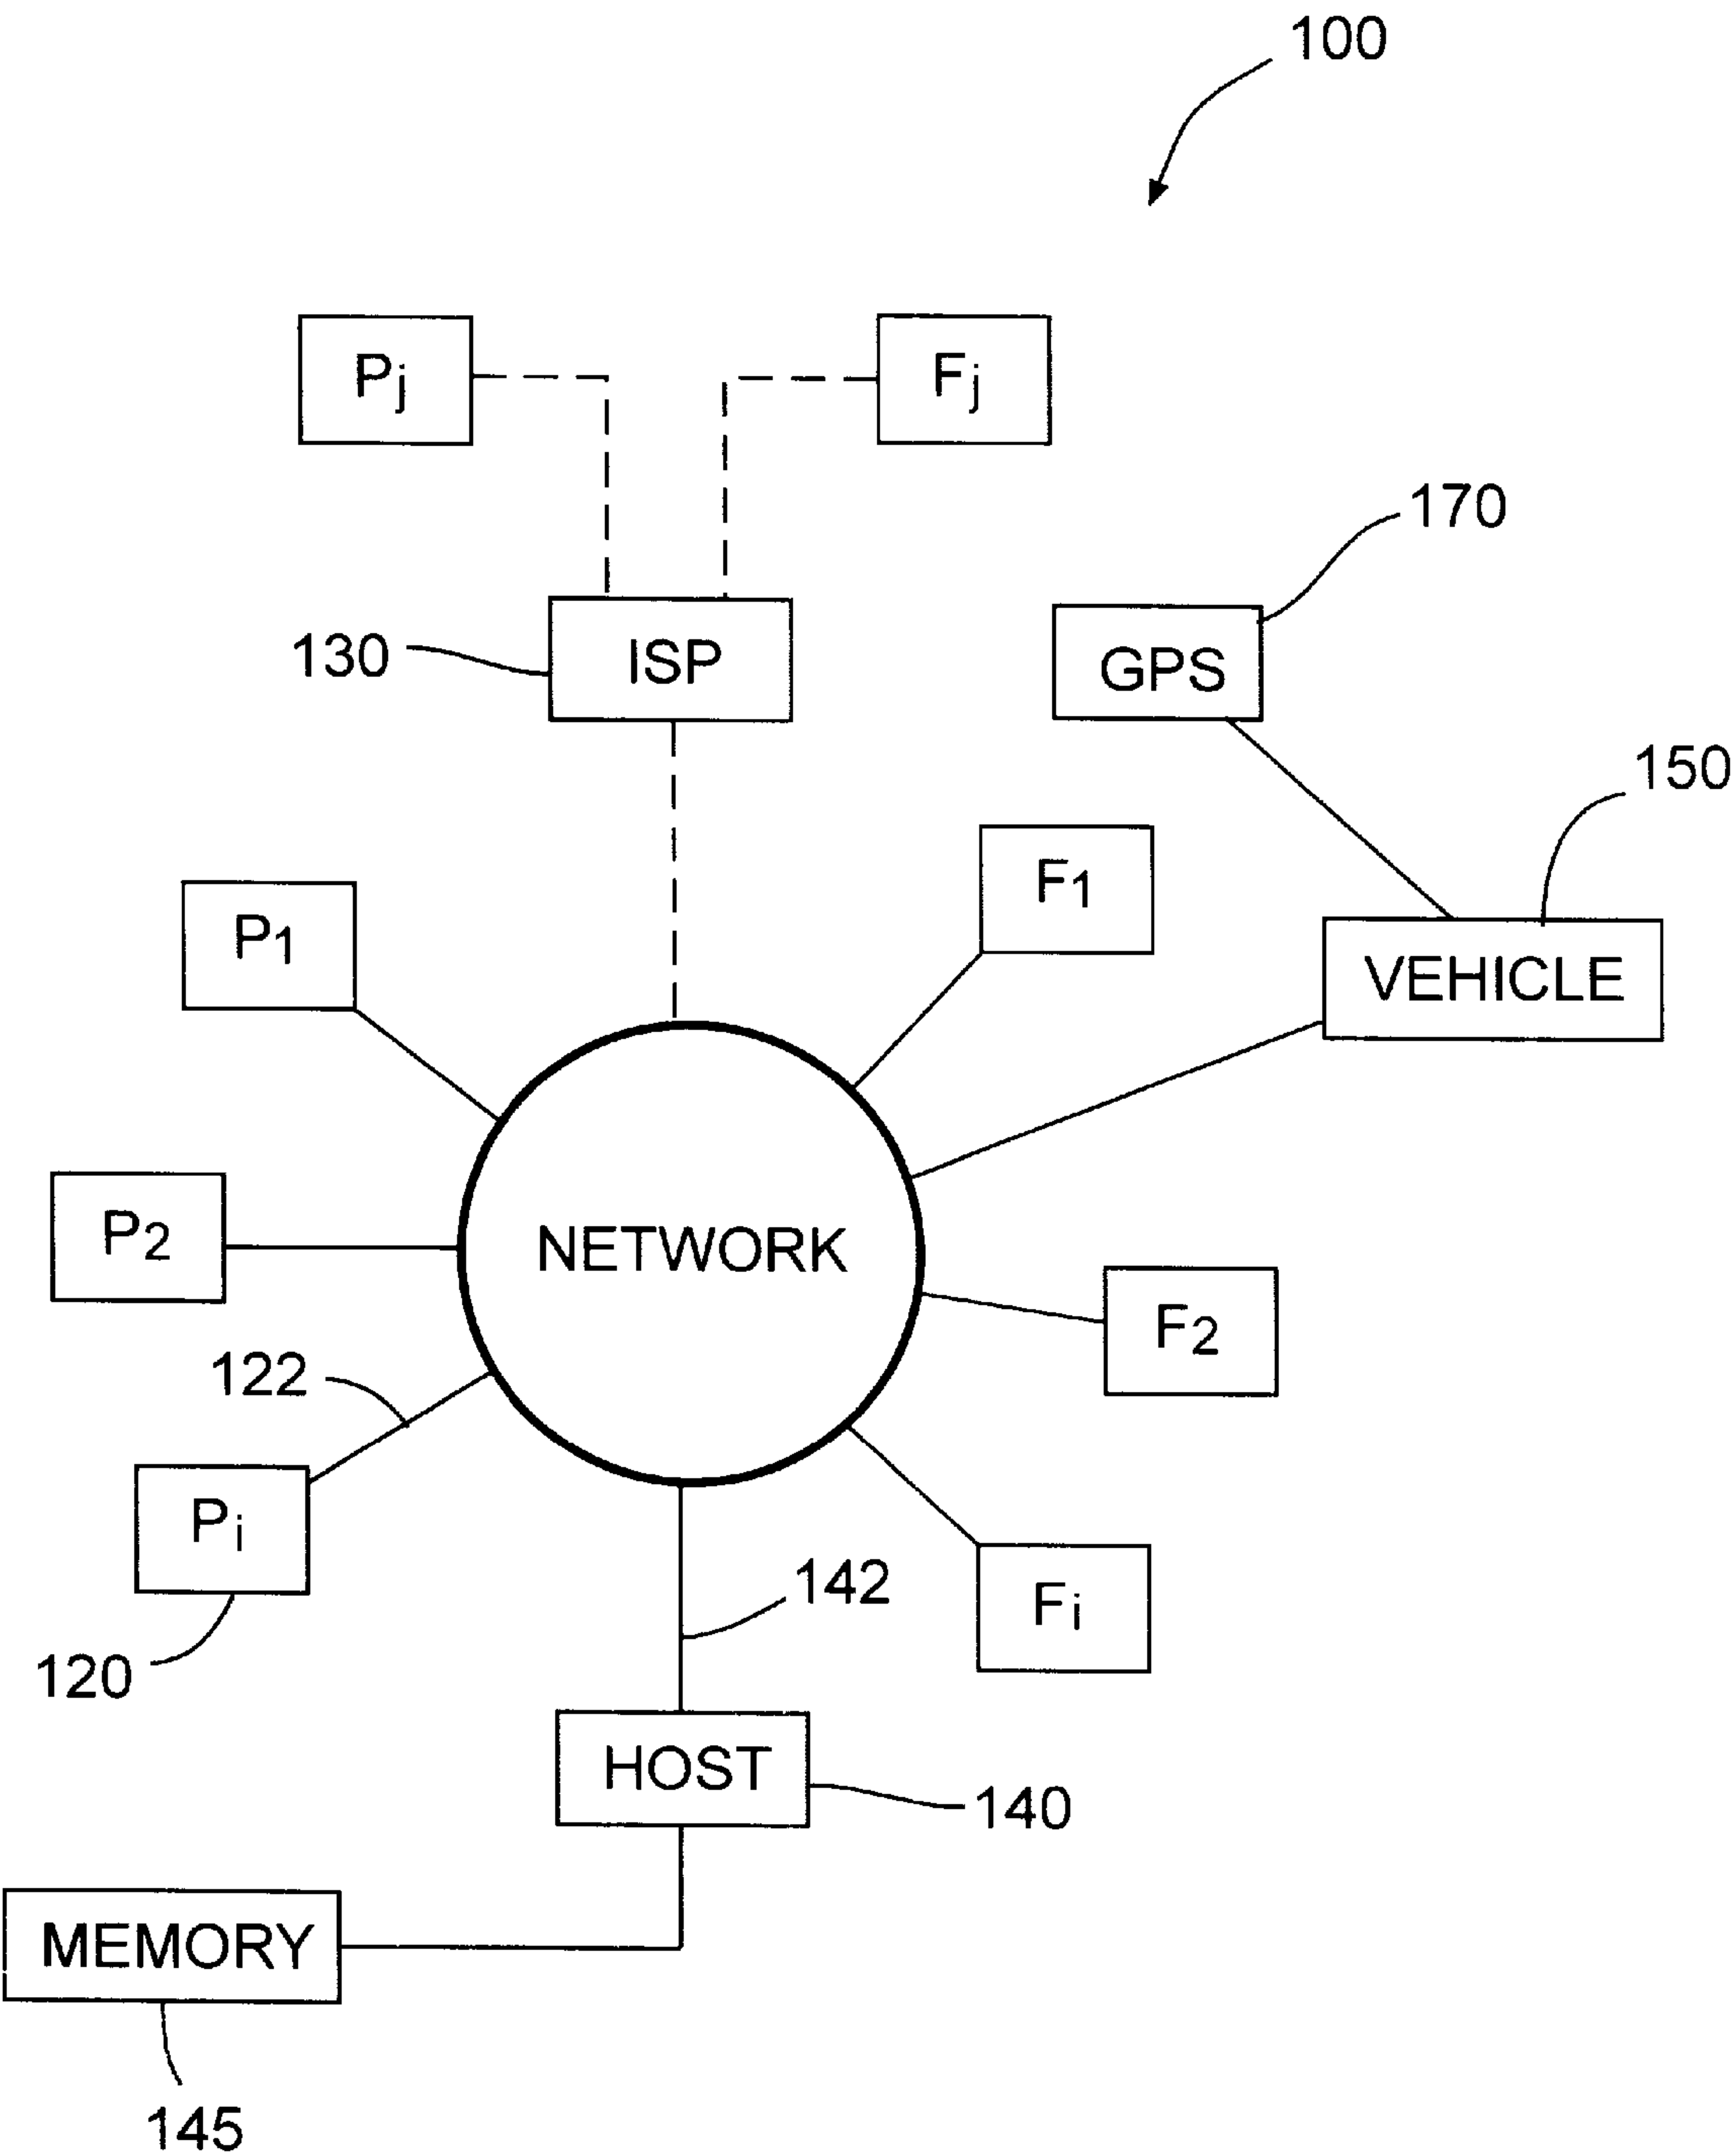 100
Pj
Fj
170
130
ISP
GPS
150
F1
P1
VEHICLE
P2
NETWORK
F2
122
Pi
142
Fi
120
HOST
140
MEMORY
145